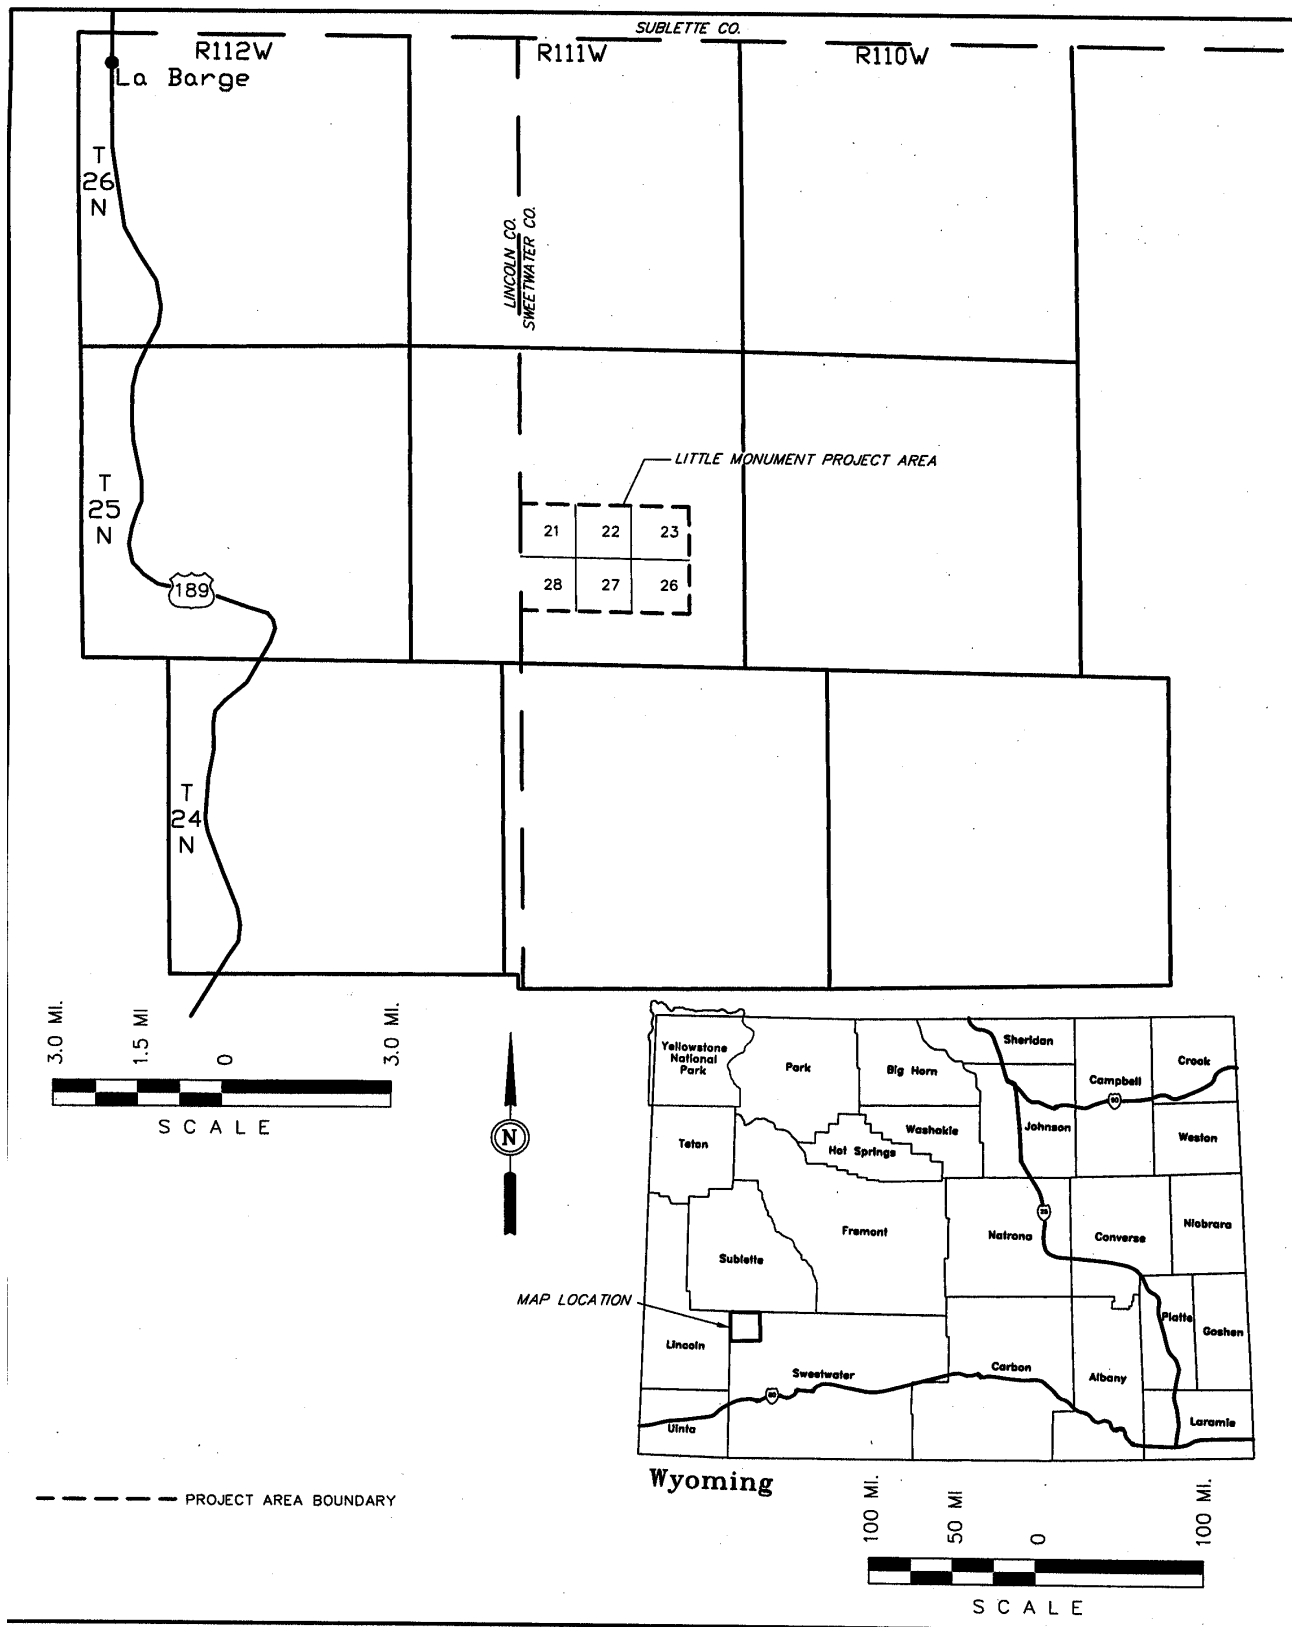 SUBLETTE CO.
R112W
R111W
R110W
La Barge
T
26
N
LINCOLN CO.
SWEETWATER CO.
LITTLE MONUMENT PROJECT AREA
T
25
N
21 22 23
28 27 26
189
T
24
N
3.0 MI.
1.5 MI
0
3.0 MI.
SCALE
N
Yellowstone
National
Park
Park
Big Horn
Sheridan
Campbell
Crook
90
Johnson
Weston
Teton
Washakie
Hot Springs
25
Fremont
Natrona
Converse
Niobrara
Sublette
MAP LOCATION
Platte
Goshen
Lincoln
Sweetwater
Carbon
Albany
80
Uinta
Laramie
Wyoming
PROJECT AREA BOUNDARY
100 MI.
50 MI
0
100 MI.
SCALE